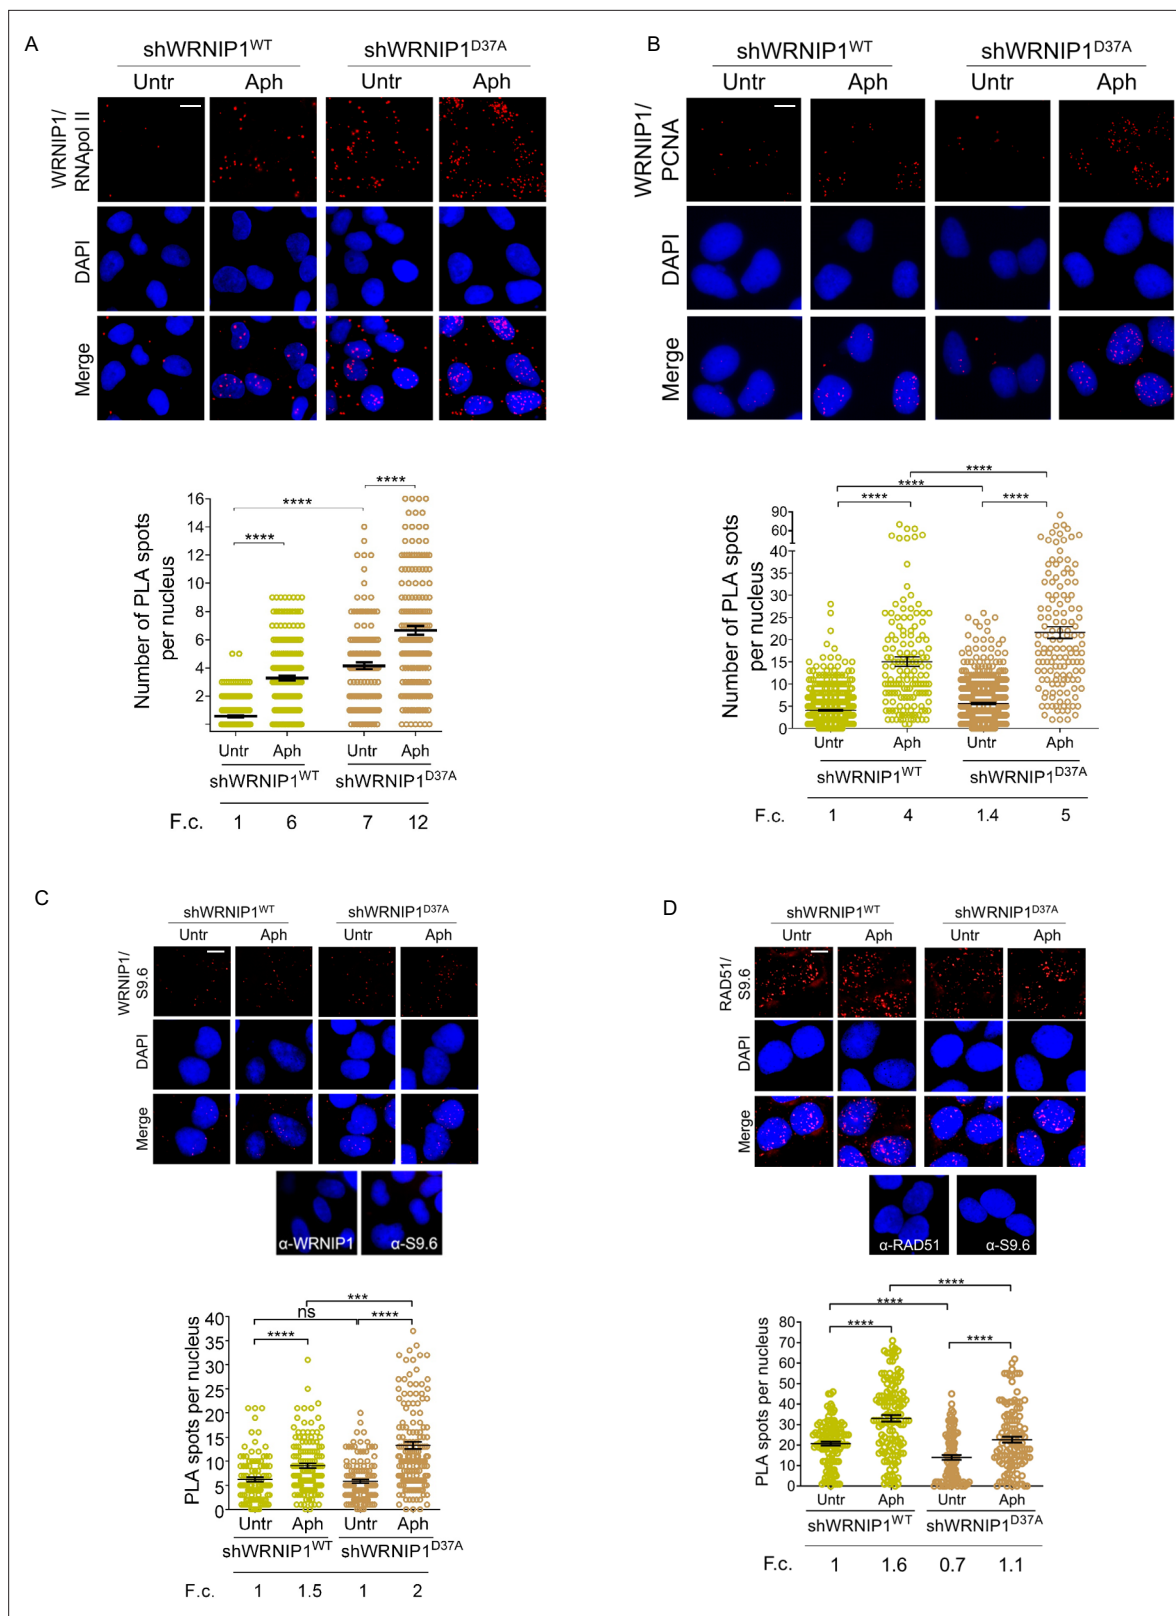 A
shWRNIP1WT shWRNIP1D37A
Untr Aph Untr Aph
WRNIP1/
RNApol II
DAPI
Merge
Number of PLA spots
per nucleus
16
14
12
10
8
6
4
2
**** **** ****
Untr Aph Untr Aph
shWRNIP1WT shWRNIP1D37A
F.c. 1 6 7 12
B
shWRNIP1WT shWRNIP1D37A
Untr Aph Untr Aph
WRNIP1/
PCNA
DAPI
Merge
Number of PLA spots
per nucleus
90
60
40
35
30
25
20
15
10
5
0
****
****
**** ****
Untr Aph Untr Aph
shWRNIP1WT shWRNIP1D37A
F.c. 1 4 1.4 5
C
shWRNIP1WT shWRNIP1D37A
Untr Aph Untr Aph
WRNIP1/
S9.6
DAPI
Merge
α-WRNIP1 α-S9.6
PLA spots per nucleus
40
35
30
25
20
15
10
5
0
***
ns
**** ****
Untr Aph Untr Aph
shWRNIP1WT shWRNIP1D37A
F.c. 1 1.5 1 2
D
shWRNIP1WT shWRNIP1D37A
Untr Aph Untr Aph
RAD51/
S9.6
DAPI
Merge
α-RAD51 α-S9.6
PLA spots per nucleus
80
70
60
50
40
30
20
10
0
****
****
**** ****
Untr Aph Untr Aph
shWRNIP1WT shWRNIP1D37A
F.c. 1 1.6 0.7 1.1